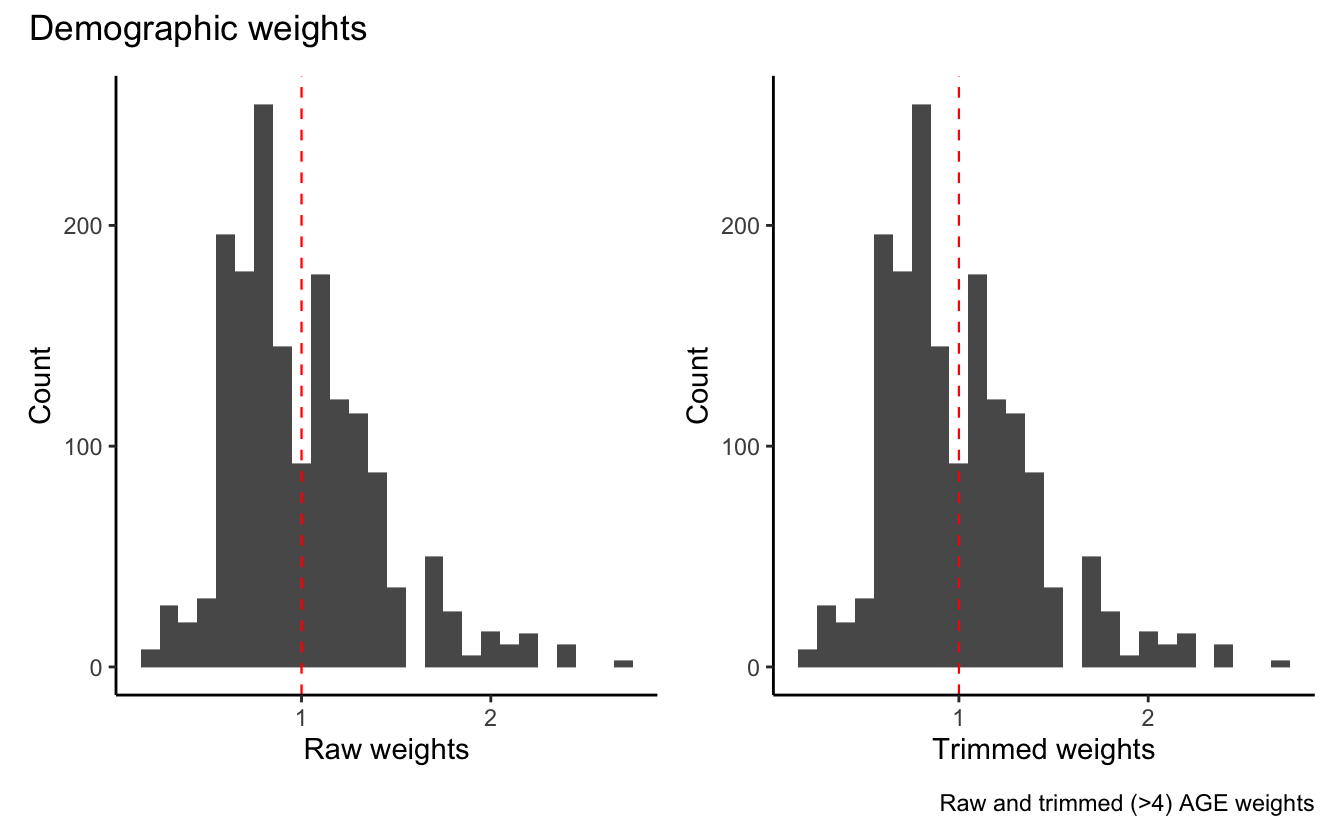 Demographic weights
Count
200
100
0
1
2
Raw weights
Count
200
100
0
1
2
Trimmed weights
Raw and trimmed (>4) AGE weights